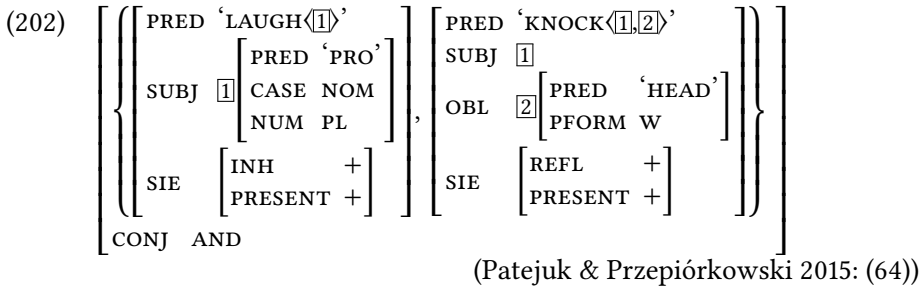 (202) PRED ‘LAUGH⟨1⟩’ PRED ‘KNOCK⟨1,2⟩’
PRED ‘PRO’ SUBJ 1
SUBJ 1 CASE NOM , OBL 2 PRED ‘HEAD’
NUM PL PFORM W
SIE INH + SIE REFL +
PRESENT + PRESENT +
CONJ AND
(Patejuk & Przepiórkowski 2015: (64))